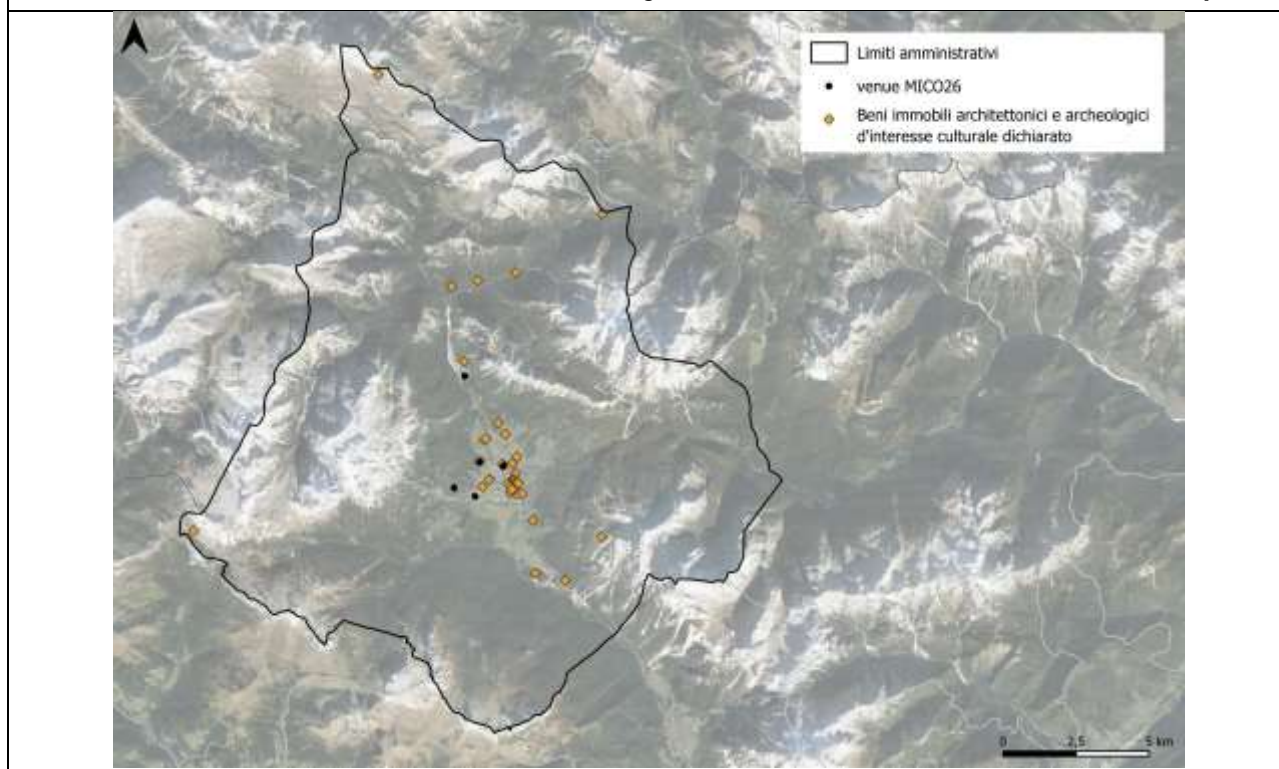 Limiti amministrativi
venue MICO26
Beni immobili architettonici e archeologici
d'interesse culturale dichiarato
0 2,5 5 km